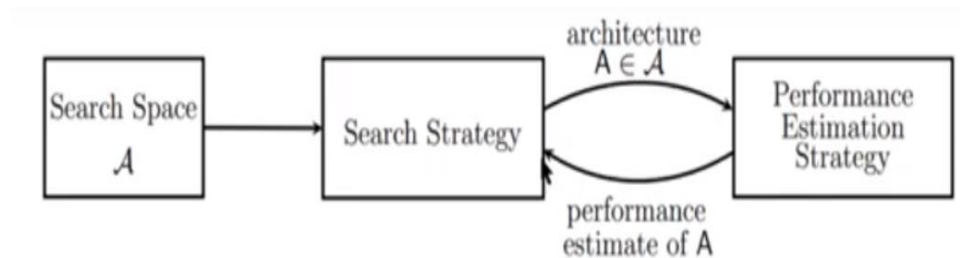 Search Space
𝒜
Search Strategy
architecture
A ∈ 𝒜
performance
estimate of A
Performance
Estimation
Strategy